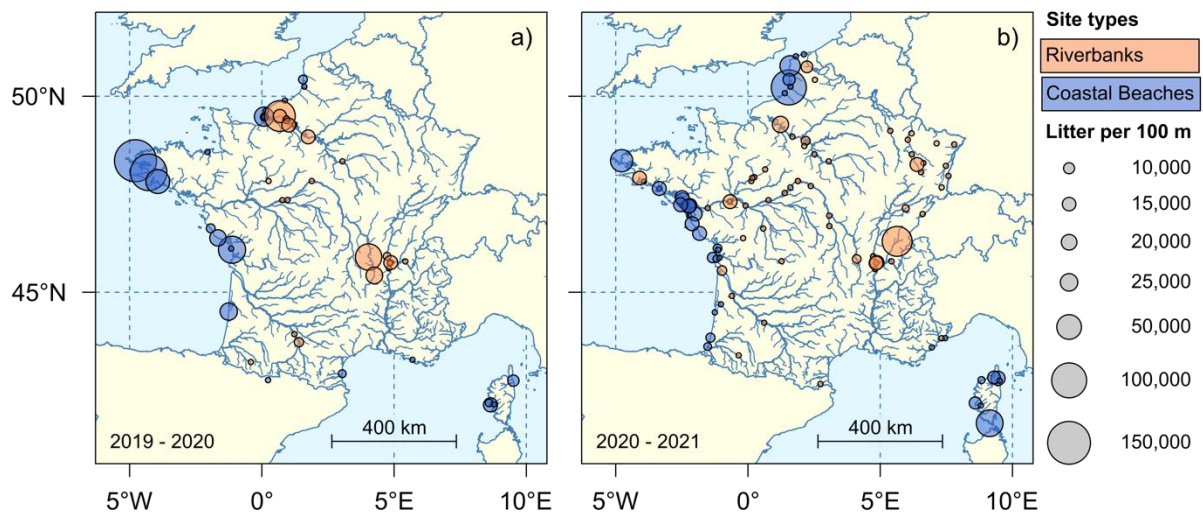 a)
b)
50°N
45°N
2019 - 2020
400 km
2020 - 2021
400 km
5°W
0°
5°E
10°E
5°W
0°
5°E
10°E
Site types
Riverbanks
Coastal Beaches
Litter per 100 m
10,000
15,000
20,000
25,000
50,000
100,000
150,000